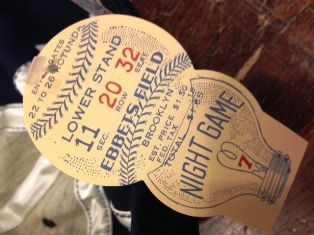 ENTER GATES
22 TO 26 ROTUNDA
LOWER STAND
11 20 32
SEC. ROW SEAT
EBBETS FIELD
BROOKLYN
EST. PRICE $1.50
FED. TAX
TOTAL
NIGHT GAME
7